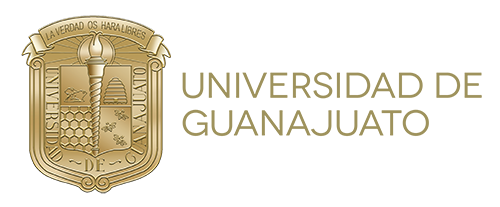 LA VERDAD OS HARA LIBRES
UNIVERSIDAD
DE
GUANAJUATO
UNIVERSIDAD DE
GUANAJUATO